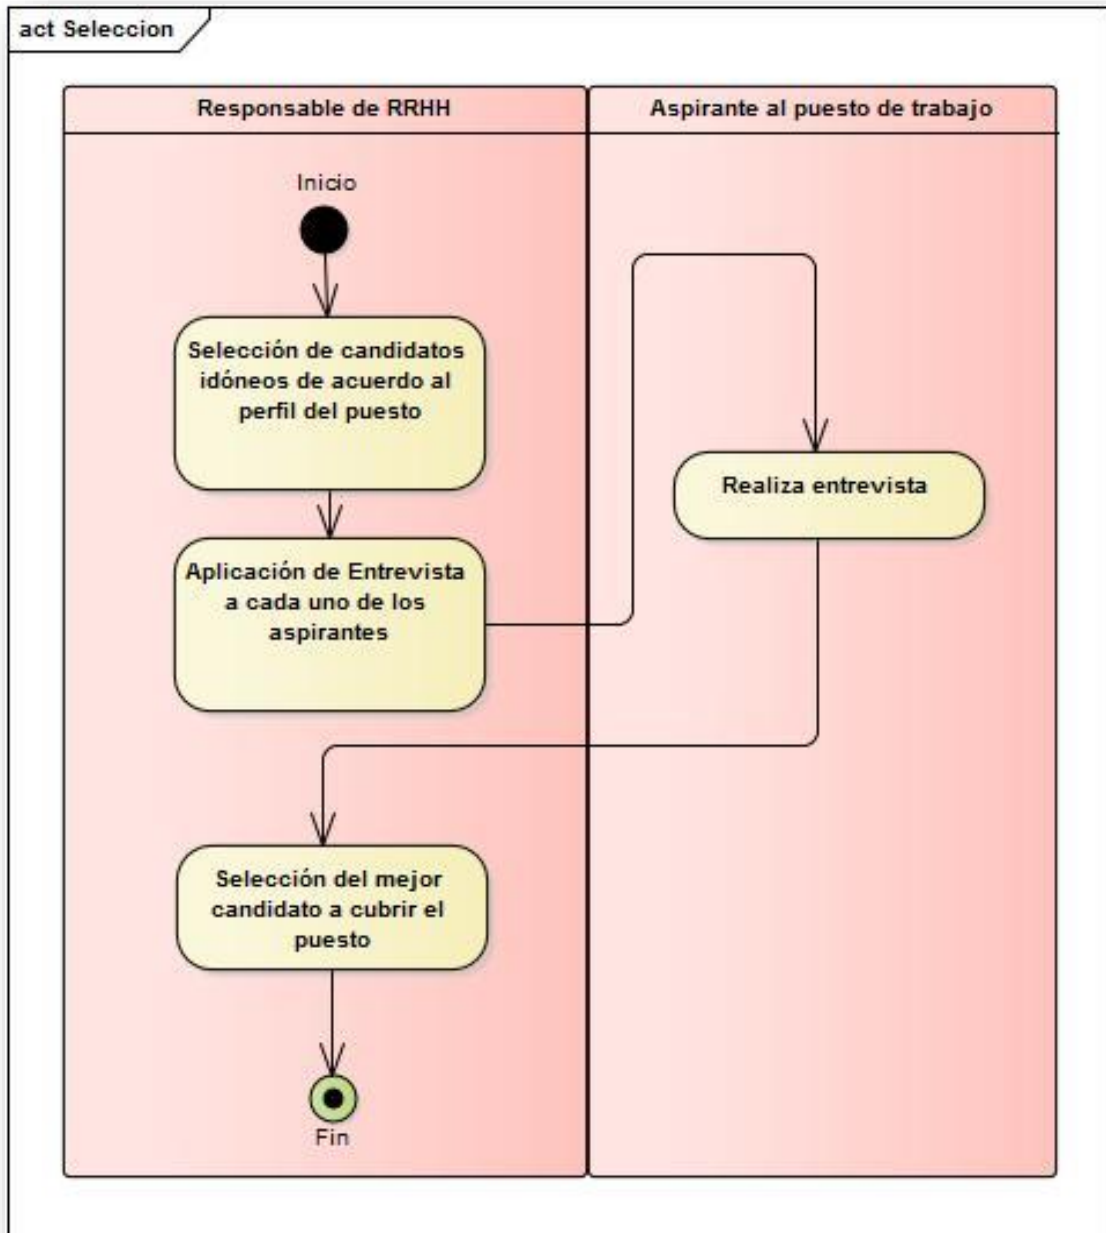 act Seleccion
Responsable de RRHH
Aspirante al puesto de trabajo
Inicio
Selección de candidatos
idóneos de acuerdo al
perfil del puesto
Realiza entrevista
Aplicación de Entrevista
a cada uno de los
aspirantes
Selección del mejor
candidato a cubrir el
puesto
Fin